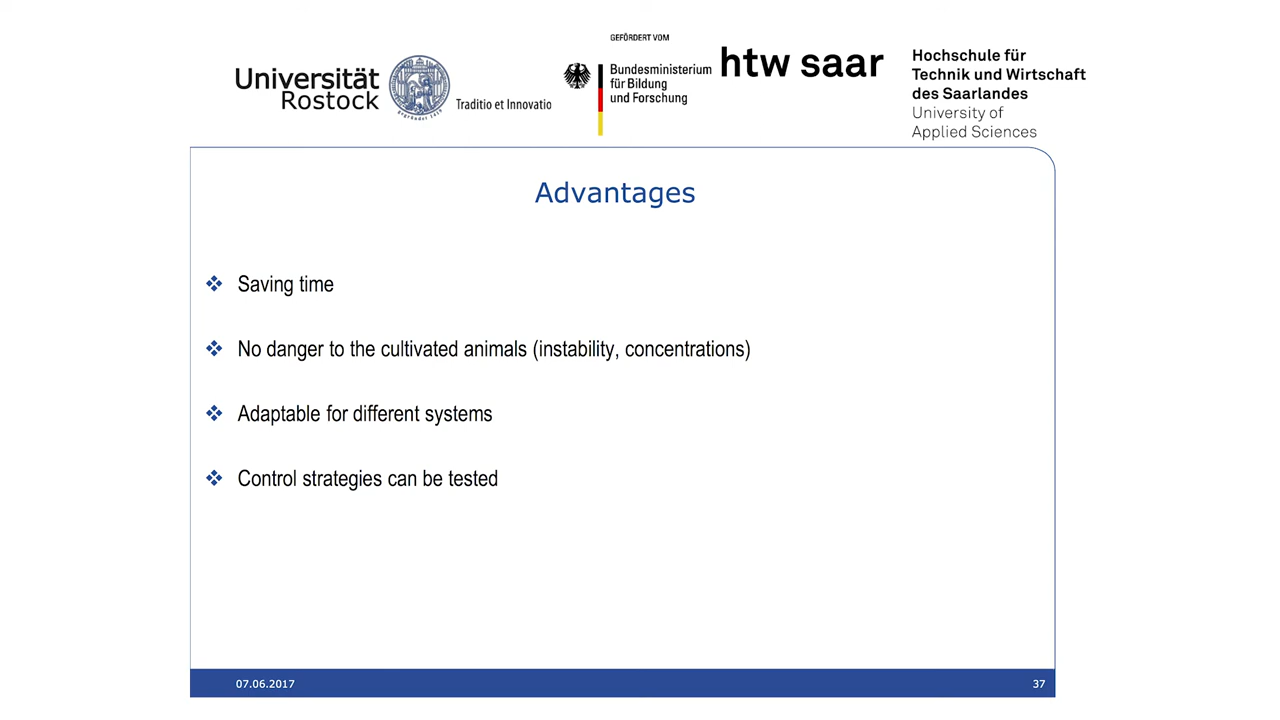 GEFÖRDERT VOM
Universität
Rostock
Traditio et Innovatio
Bundesministerium
für Bildung
und Forschung
htw saar
Hochschule für
Technik und Wirtschaft
des Saarlandes
University of
Applied Sciences
Advantages
Saving time
No danger to the cultivated animals (instability, concentrations)
Adaptable for different systems
Control strategies can be tested
07.06.2017
37